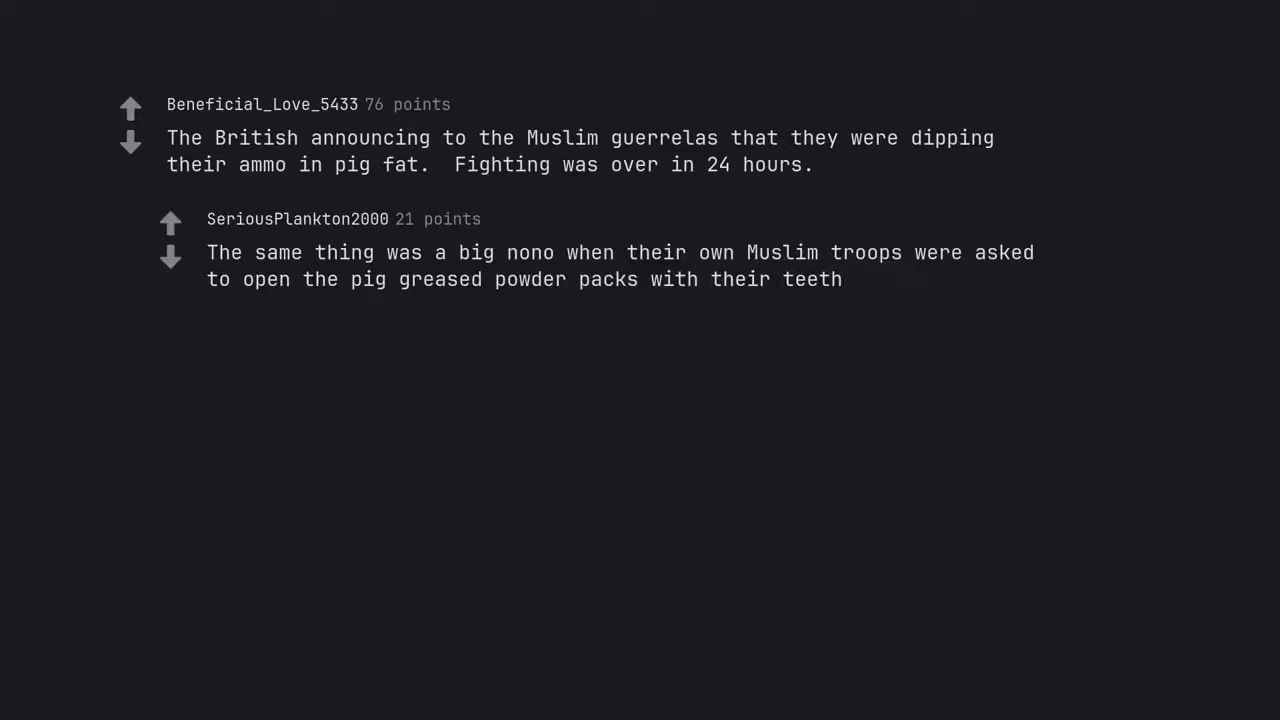 Beneficial_Love_5433 76 points
The British announcing to the Muslim guerrelas that they were dipping
their ammo in pig fat.  Fighting was over in 24 hours.
SeriousPlankton2000 21 points
The same thing was a big nono when their own Muslim troops were asked
to open the pig greased powder packs with their teeth